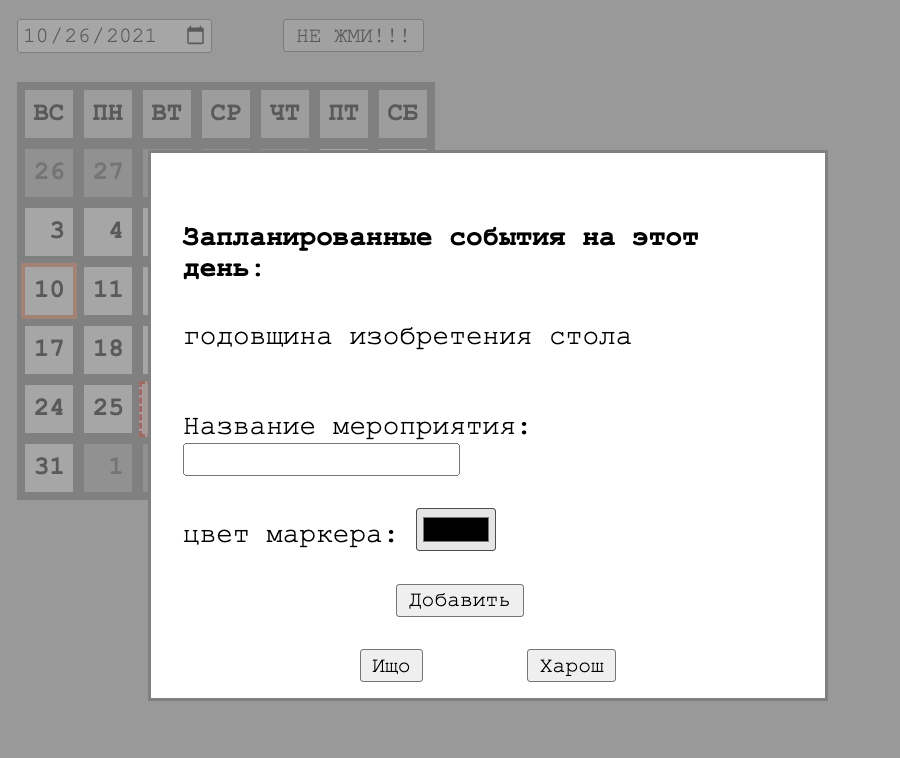 10/26/2021 НЕ ЖМИ!!!
ВС ПН ВТ СР ЧТ ПТ СБ
26 27
3 4
10 11
17 18
24 25
31 1
Запланированные события на этот
день:
годовщина изобретения стола
Название мероприятия:
цвет маркера:
Добавить
Ищо Харош